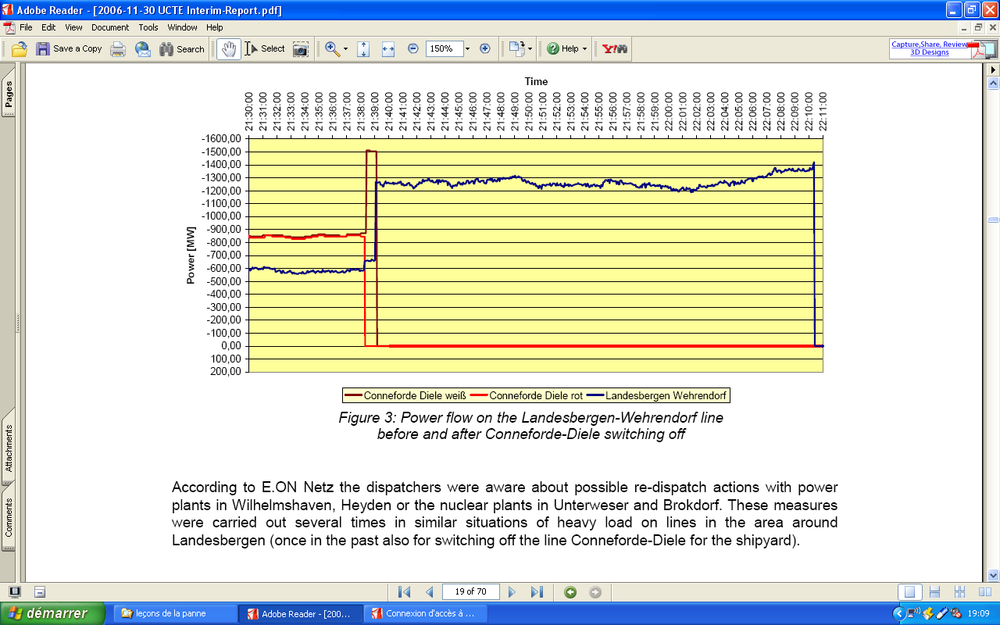 Adobe Reader - [2006-11-30 UCTE Interim-Report.pdf]
File Edit View Document Tools Window Help
Save a Copy Search Select 150% Help Y!
Capture,Share, Review
3D Designs
Pages
Attachments
Comments
Time
21:30:00 21:31:00 21:32:00 21:33:00 21:34:00 21:35:00 21:36:00 21:37:00 21:38:00 21:39:00 21:40:00 21:41:00 21:42:00 21:43:00 21:44:00 21:45:00 21:46:00 21:47:00 21:48:00 21:49:00 21:50:00 21:51:00 21:52:00 21:53:00 21:54:00 21:55:00 21:56:00 21:57:00 21:58:00 21:59:00 22:00:00 22:01:00 22:02:00 22:03:00 22:04:00 22:05:00 22:06:00 22:07:00 22:08:00 22:09:00 22:10:00 22:11:00
Power [MW]
-1600,00
-1500,00
-1400,00
-1300,00
-1200,00
-1100,00
-1000,00
-900,00
-800,00
-700,00
-600,00
-500,00
-400,00
-300,00
-200,00
-100,00
0,00
100,00
200,00
Conneforde Diele weiß Conneforde Diele rot Landesbergen Wehrendorf
Figure 3: Power flow on the Landesbergen-Wehrendorf line
before and after Conneforde-Diele switching off
According to E.ON Netz the dispatchers were aware about possible re-dispatch actions with power
plants in Wilhelmshaven, Heyden or the nuclear plants in Unterweser and Brokdorf. These measures
were carried out several times in similar situations of heavy load on lines in the area around
Landesbergen (once in the past also for switching off the line Conneforde-Diele for the shipyard).
19 of 70
démarrer leçons de la panne Adobe Reader - [200... Connexion d'accès à ... 19:09